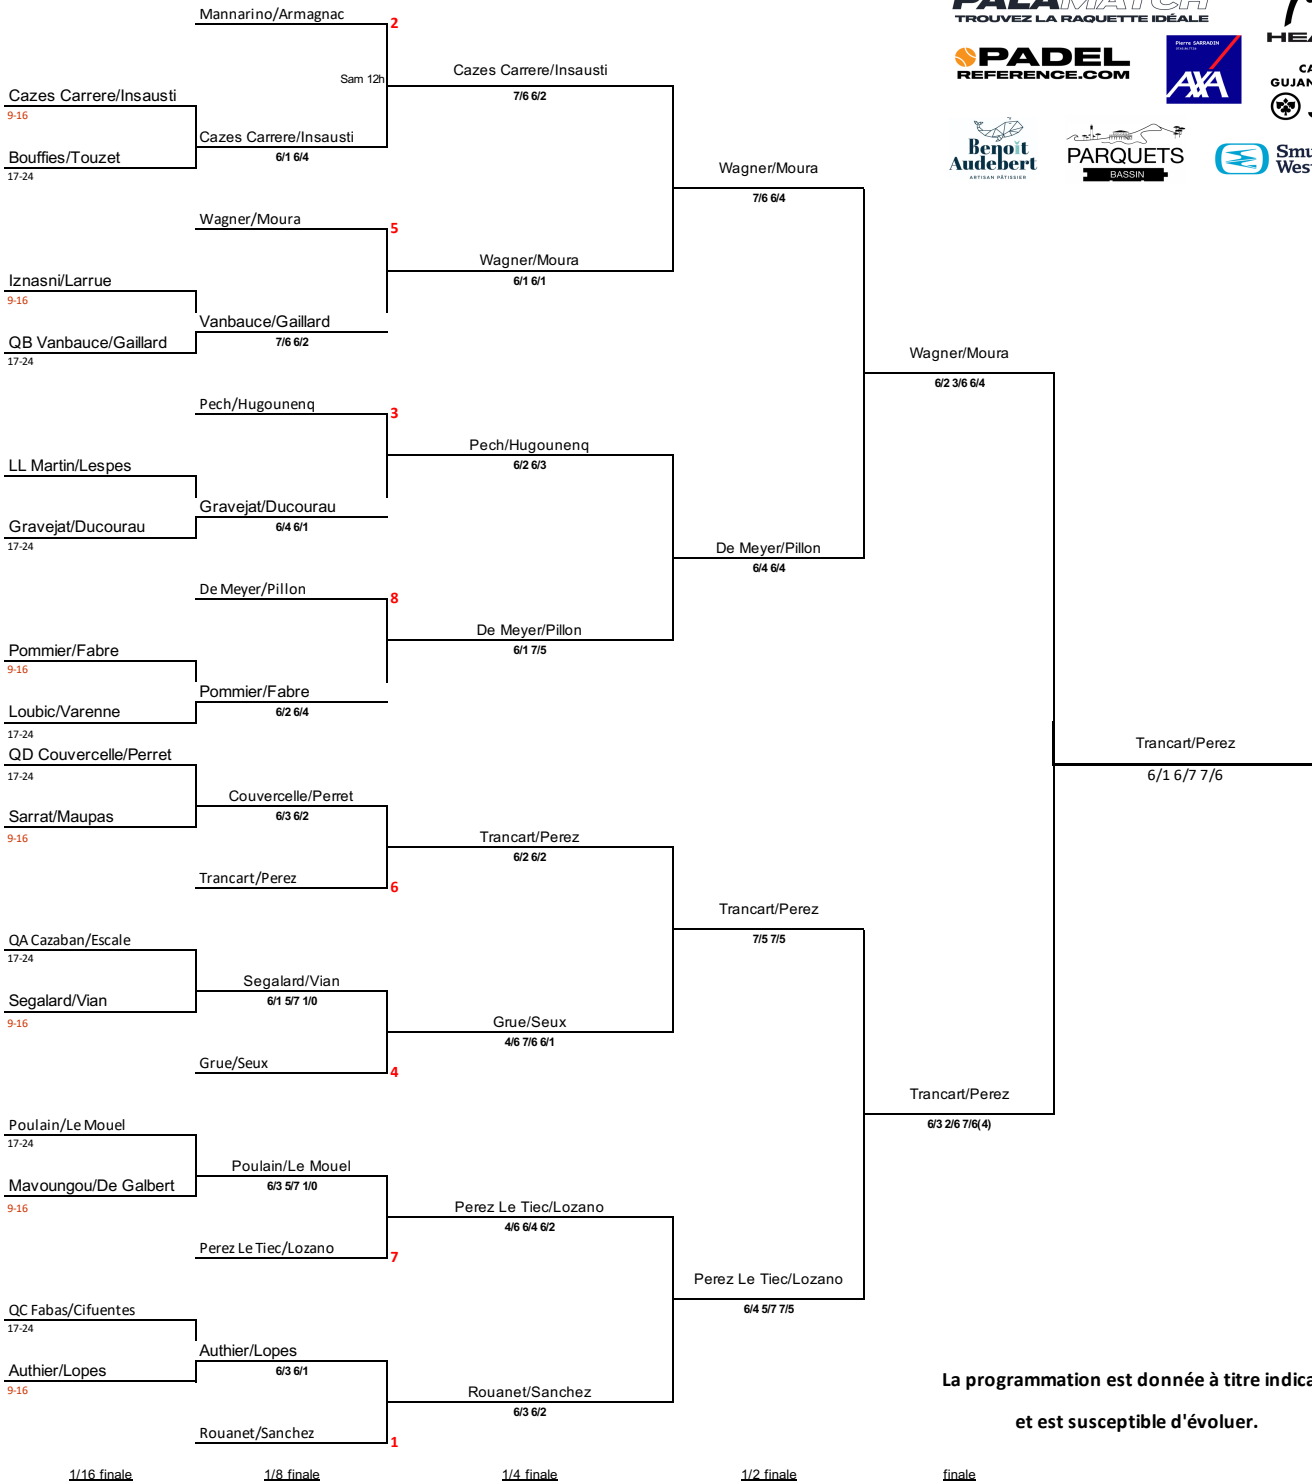 Mannarino/Armagnac
2
PALAMATCH
TROUVEZ LA RAQUETTE IDÉALE
Sam 12h
Cazes Carrere/Insausti
7/6 6/2
PADEL
REFERENCE.COM
Pierre SARRADIN
AXA
Cazes Carrere/Insausti
9-16
Cazes Carrere/Insausti
6/1 6/4
Bouffies/Touzet
17-24
Benoit
Audebert
ARTISAN PÂTISSIER
PARQUETS
BASSIN
Wagner/Moura
7/6 6/4
Wagner/Moura
5
Wagner/Moura
6/1 6/1
Iznasni/Larrue
9-16
Vanbauce/Gaillard
7/6 6/2
QB Vanbauce/Gaillard
17-24
Wagner/Moura
6/2 3/6 6/4
Pech/Hugounenq
3
Pech/Hugounenq
6/2 6/3
LL Martin/Lespes
Gravejat/Ducourau
6/4 6/1
Gravejat/Ducourau
17-24
De Meyer/Pillon
6/4 6/4
De Meyer/Pillon
8
De Meyer/Pillon
6/1 7/5
Pommier/Fabre
9-16
Pommier/Fabre
6/2 6/4
Loubic/Varenne
17-24
QD Couvercelle/Perret
17-24
Trancart/Perez
6/1 6/7 7/6
Couvercelle/Perret
6/3 6/2
Sarrat/Maupas
9-16
Trancart/Perez
6/2 6/2
Trancart/Perez
6
Trancart/Perez
7/5 7/5
QA Cazaban/Escale
17-24
Segalard/Vian
6/1 5/7 1/0
Segalard/Vian
9-16
Grue/Seux
4/6 7/6 6/1
Grue/Seux
4
Trancart/Perez
6/3 2/6 7/6(4)
Poulain/Le Mouel
17-24
Poulain/Le Mouel
6/3 5/7 1/0
Mavoungou/De Galbert
9-16
Perez Le Tiec/Lozano
4/6 6/4 6/2
Perez Le Tiec/Lozano
7
Perez Le Tiec/Lozano
6/4 5/7 7/5
QC Fabas/Cifuentes
17-24
Authier/Lopes
6/3 6/1
Authier/Lopes
9-16
Rouanet/Sanchez
6/3 6/2
Rouanet/Sanchez
1
La programmation est donnée à titre indica
et est susceptible d'évoluer.
1/16 finale
1/8 finale
1/4 finale
1/2 finale
finale